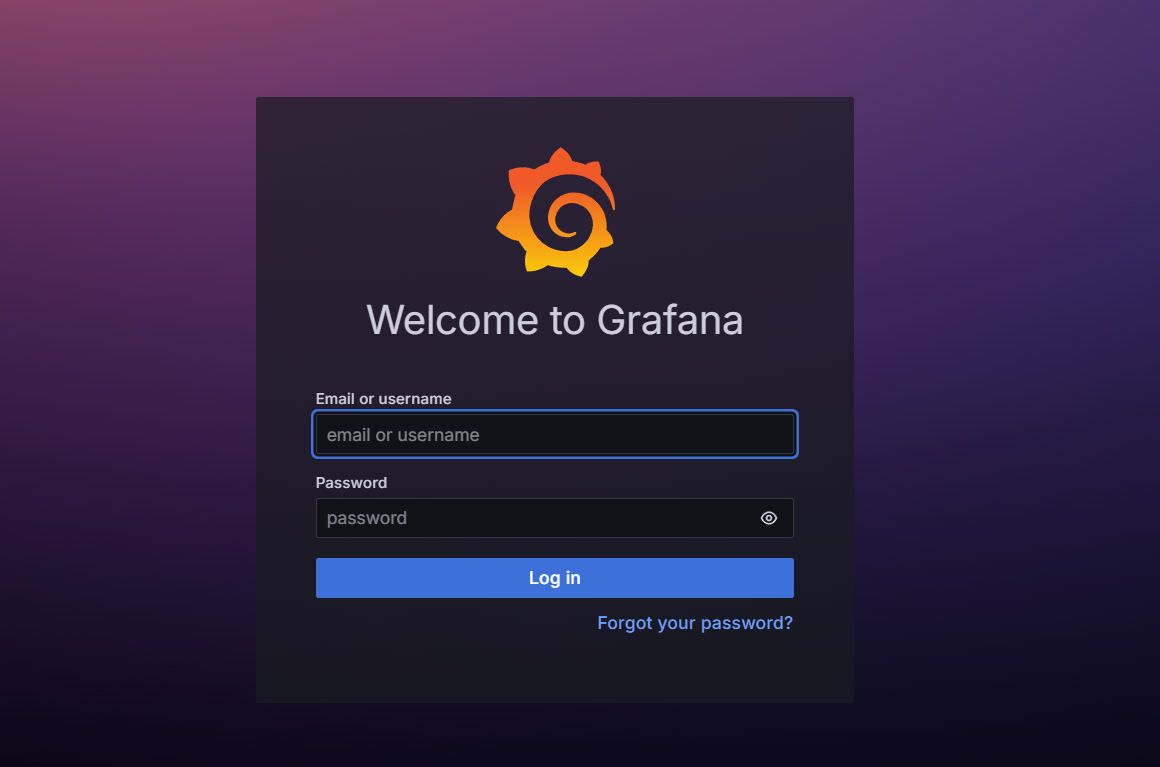 Welcome to Grafana
Email or username
email or username
Password
password
Log in
Forgot your password?